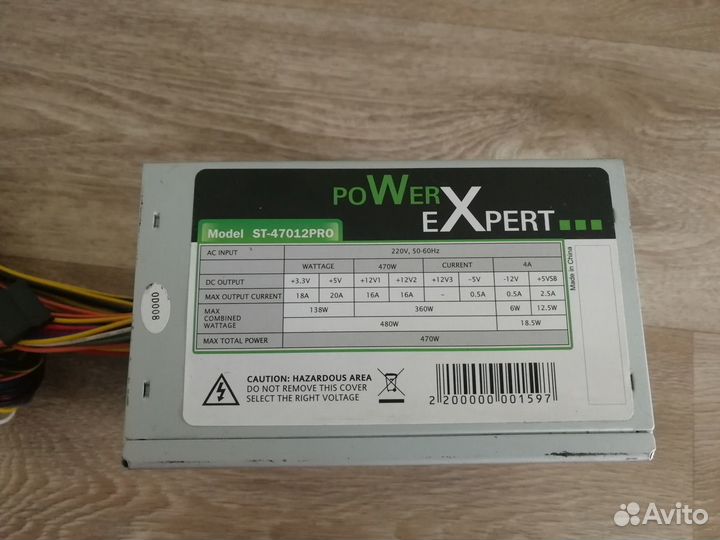 POWER
EXPERT
Model ST-47012PRO
AC INPUT 220V, 50-60Hz
WATTAGE 470W CURRENT 4A
DC OUTPUT +3.3V +5V +12V1 +12V2 +12V3 -5V -12V +5VSB
MAX OUTPUT CURRENT 18A 20A 16A 16A - 0.5A 0.5A 2.5A
MAX COMBINED WATTAGE 138W 360W 6W 12.5W
480W 18.5W
MAX TOTAL POWER 470W
Made in China
0D008
CAUTION: HAZARDOUS AREA
DO NOT REMOVE THIS COVER
SELECT THE RIGHT VOLTAGE
2 200000 001597
Avito